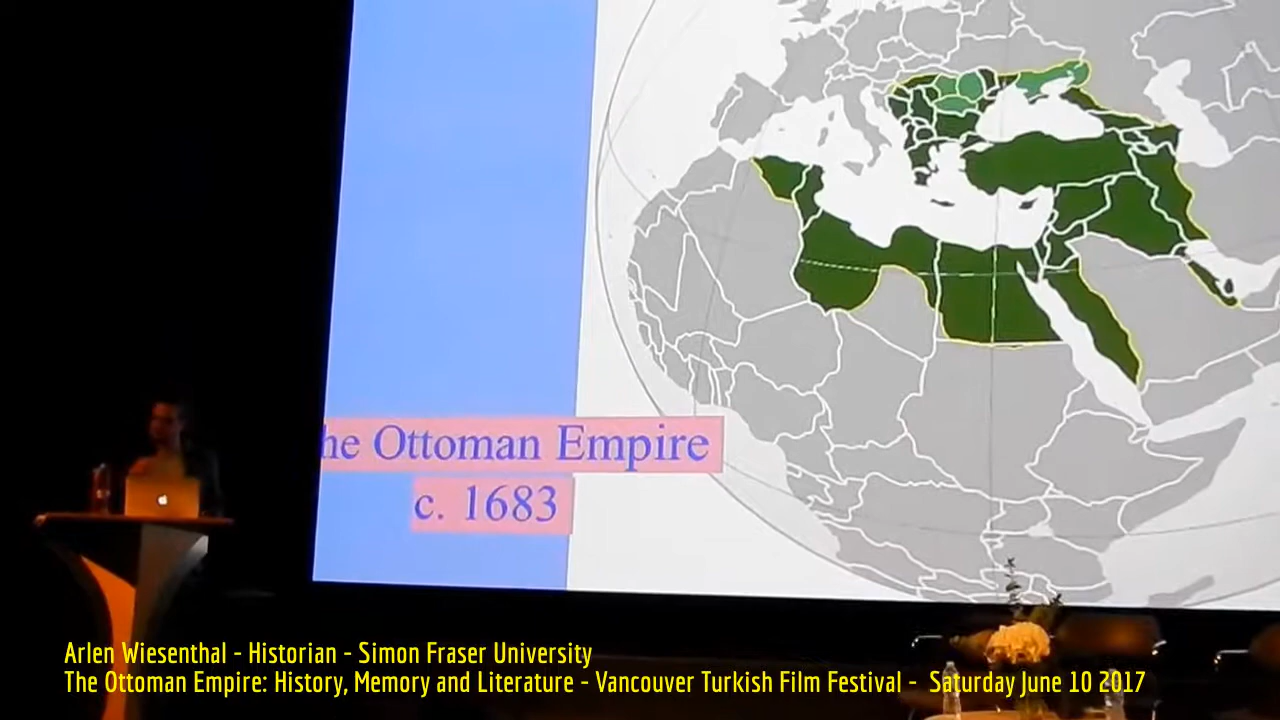 he Ottoman Empire
c. 1683
Arlen Wiesenthal - Historian - Simon Fraser University
The Ottoman Empire: History, Memory and Literature - Vancouver Turkish Film Festival - Saturday June 10 2017